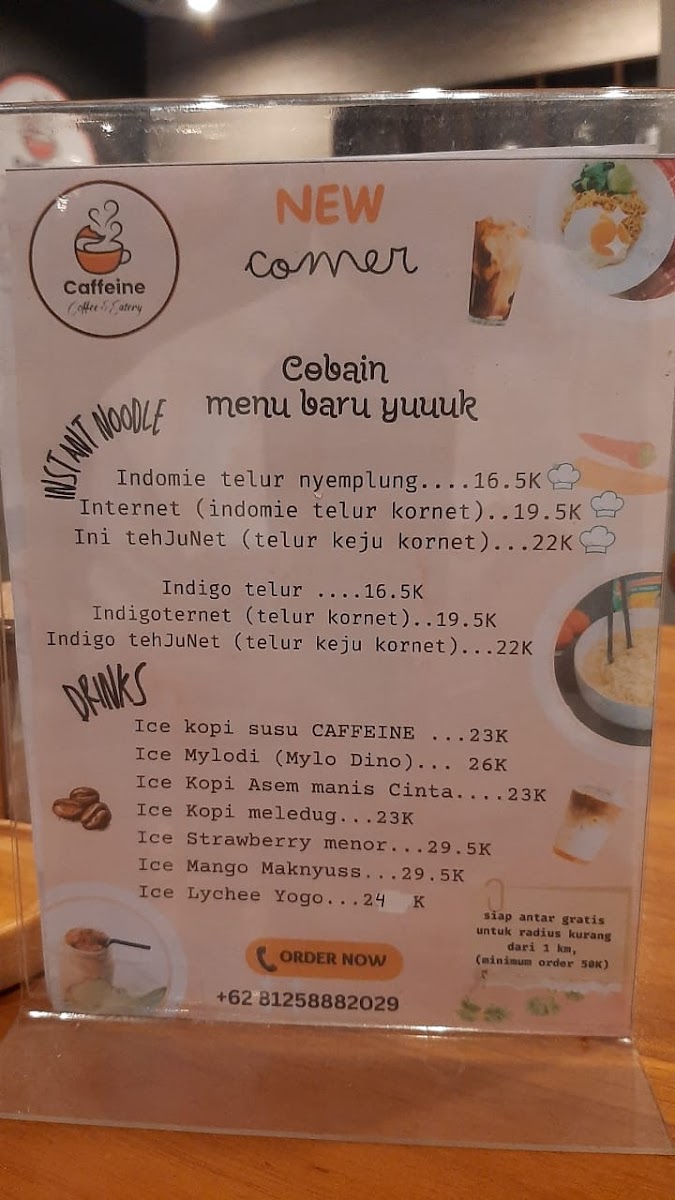 Caffeine
Coffee & Eatery
NEW
comer
Cobain
menu baru yuuuk
INSTANT NOODLE
Indomie telur nyemplung....16.5K
Internet (indomie telur kornet)..19.5K
Ini tehJuNet (telur keju kornet)...22K
Indigo telur ....16.5K
Indigoternet (telur kornet)..19.5K
Indigo tehJuNet (telur keju kornet)...22K
DRINKS
Ice kopi susu CAFFEINE ...23K
Ice Mylodi (Mylo Dino)... 26K
Ice Kopi Asem manis Cinta....23K
Ice Kopi meledug...23K
Ice Strawberry menor...29.5K
Ice Mango Maknyuss...29.5K
Ice Lychee Yogo...24 K
siap antar gratis
untuk radius kurang
dari 1 km,
(minimum order 50K)
ORDER NOW
+62 81258882029